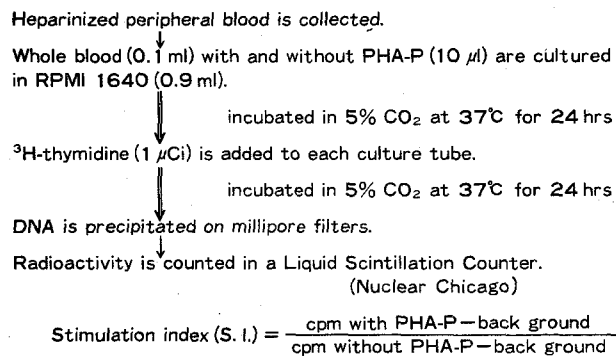 Heparinized peripheral blood is collected.
Whole blood (0.1 ml) with and without PHA-P (10 μl) are cultured
in RPMI 1640 (0.9 ml).
incubated in 5% CO₂ at 37℃ for 24 hrs
³H-thymidine (1 μCi) is added to each culture tube.
incubated in 5% CO₂ at 37℃ for 24 hrs
DNA is precipitated on millipore filters.
Radioactivity is counted in a Liquid Scintillation Counter.
(Nuclear Chicago)
Stimulation index (S. I.) = cpm with PHA-P－back ground
cpm without PHA-P－back ground